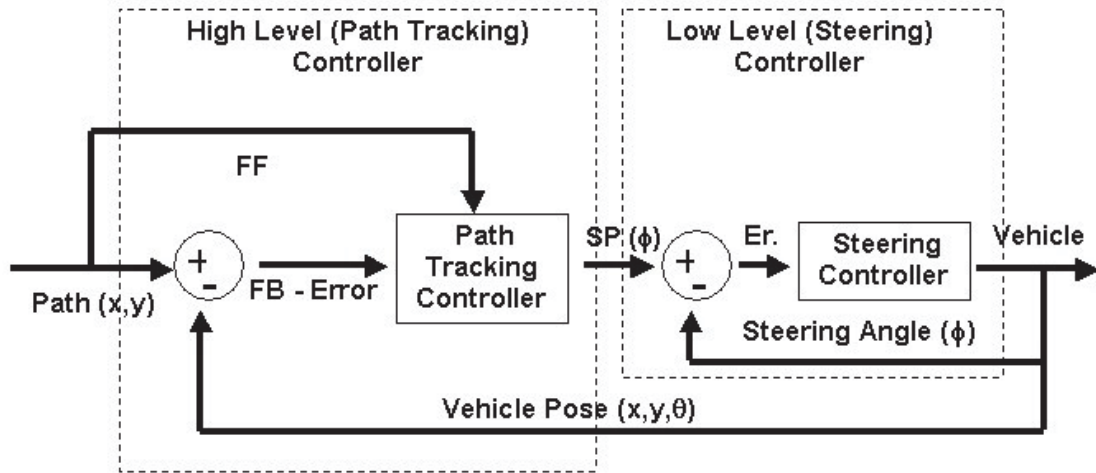 High Level (Path Tracking)
Controller
Low Level (Steering)
Controller
FF
Path (x,y)
+
-
FB - Error
Path
Tracking
Controller
SP (ϕ)
+
-
Er.
Steering
Controller
Vehicle
Steering Angle (ϕ)
Vehicle Pose (x,y,θ)